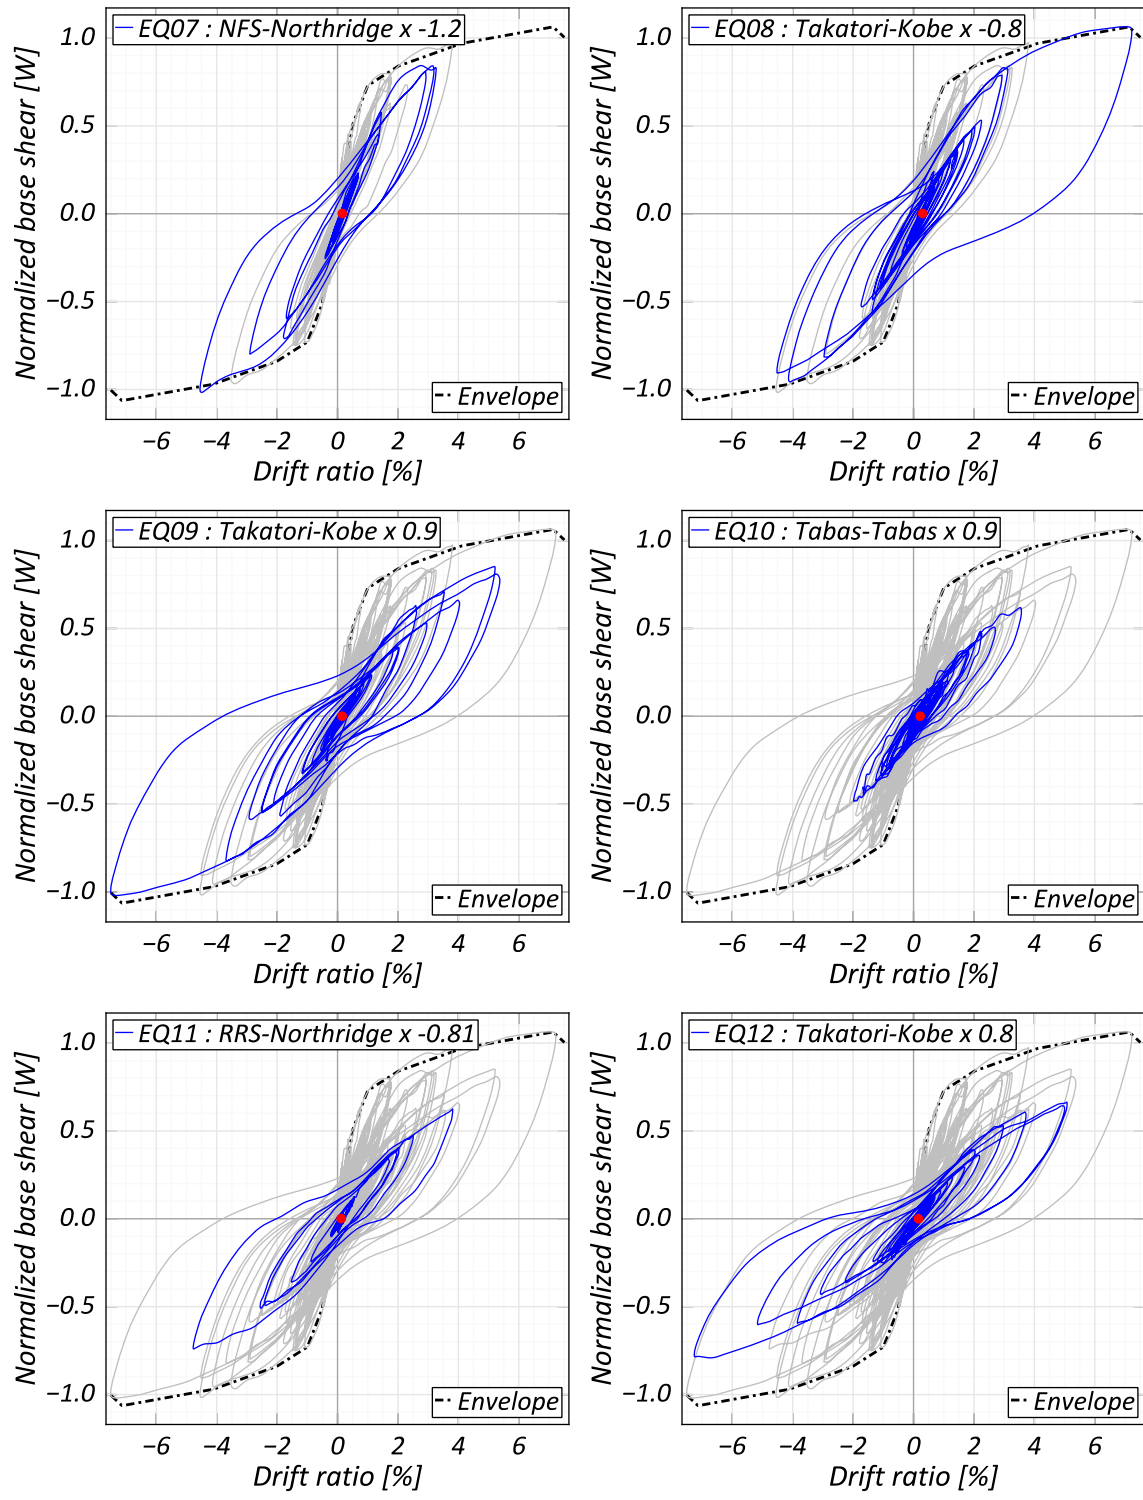 EQ07 : NFS-Northridge x -1.2
Normalized base shear [W]
1.0
0.5
0.0
−0.5
−1.0
Envelope
−6 −4 −2 0 2 4 6
Drift ratio [%]
EQ08 : Takatori-Kobe x -0.8
Normalized base shear [W]
1.0
0.5
0.0
−0.5
−1.0
Envelope
−6 −4 −2 0 2 4 6
Drift ratio [%]
EQ09 : Takatori-Kobe x 0.9
Normalized base shear [W]
1.0
0.5
0.0
−0.5
−1.0
Envelope
−6 −4 −2 0 2 4 6
Drift ratio [%]
EQ10 : Tabas-Tabas x 0.9
Normalized base shear [W]
1.0
0.5
0.0
−0.5
−1.0
Envelope
−6 −4 −2 0 2 4 6
Drift ratio [%]
EQ11 : RRS-Northridge x -0.81
Normalized base shear [W]
1.0
0.5
0.0
−0.5
−1.0
Envelope
−6 −4 −2 0 2 4 6
Drift ratio [%]
EQ12 : Takatori-Kobe x 0.8
Normalized base shear [W]
1.0
0.5
0.0
−0.5
−1.0
Envelope
−6 −4 −2 0 2 4 6
Drift ratio [%]